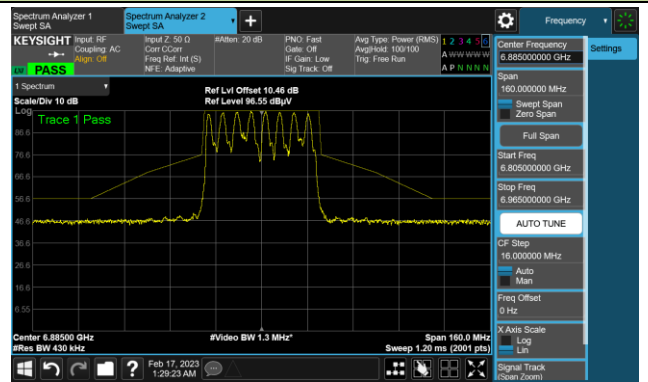 Spectrum Analyzer 1
Swept SA
Spectrum Analyzer 2
Swept SA
Frequency
KEYSIGHT
Input: RF
Coupling: AC
Align: Off
Input Z: 50 Ω
Corr CCorr
Freq Ref: Int (S)
NFE: Adaptive
#Atten: 20 dB
PNO: Fast
Gate: Off
IF Gain: Low
Sig Track: Off
Avg Type: Power (RMS)
Avg|Hold: 100/100
Trig: Free Run
1 2 3 4 5 6
A W W W W W
A P N N N N
PASS
1 Spectrum
Scale/Div 10 dB
Ref Lvl Offset 10.46 dB
Ref Level 96.55 dBµV
Log
Trace 1 Pass
86.6
76.6
66.6
56.6
46.6
36.6
26.6
16.6
6.55
Center 6.88500 GHz
#Res BW 430 kHz
#Video BW 1.3 MHz*
Span 160.0 MHz
Sweep 1.20 ms (2001 pts)
Feb 17, 2023
1:29:23 AM
Center Frequency
6.885000000 GHz
Settings
Span
160.000000 MHz
Swept Span
Zero Span
Full Span
Start Freq
6.805000000 GHz
Stop Freq
6.965000000 GHz
AUTO TUNE
CF Step
16.000000 MHz
Auto
Man
Freq Offset
0 Hz
X Axis Scale
Log
Lin
Signal Track
(Span Zoom)